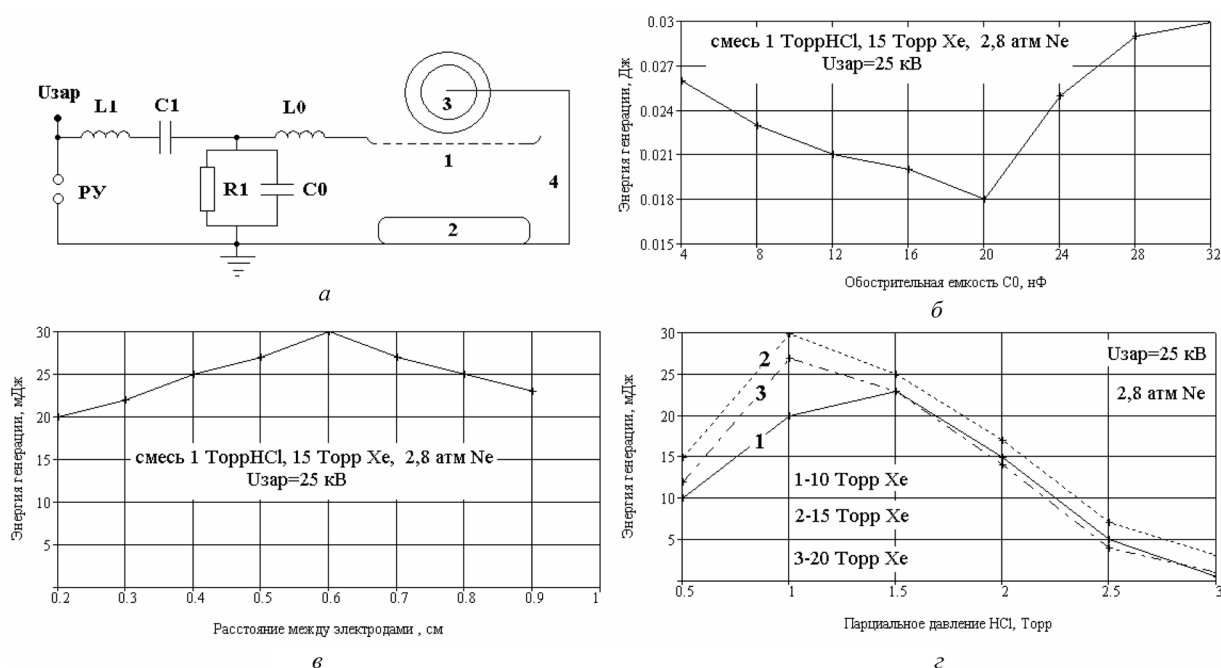 Uзар
L1
C1
L0
3
1
РУ
R1
C0
4
2
а
0.03
0.027
0.024
0.021
0.018
0.015
Энергия генерации, Дж
смесь 1 ТоррHCl, 15 Торр Xe, 2,8 атм Ne
Uзар=25 кВ
4 8 12 16 20 24 28 32
Обострительная емкость C0, нФ
б
30
25
20
15
10
5
Энергия генерации, мДж
смесь 1 ТоррHCl, 15 Торр Xe, 2,8 атм Ne
Uзар=25 кВ
0.2 0.3 0.4 0.5 0.6 0.7 0.8 0.9 1
Расстояние между электродами , см
в
30
25
20
15
10
5
Энергия генерации, мДж
Uзар=25 кВ
2,8 атм Ne
2
3
1
1-10 Торр Xe
2-15 Торр Xe
3-20 Торр Xe
0.5 1 1.5 2 2.5 3
Парциальное давление HCl, Торр
г